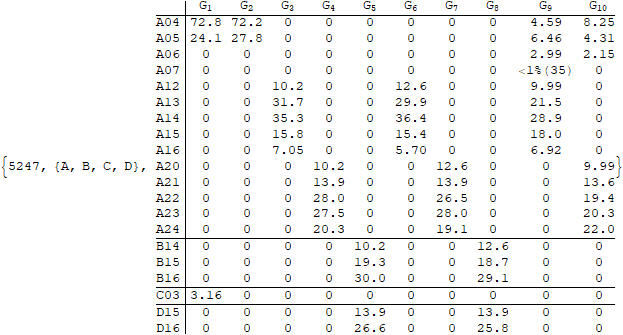 G1 G2 G3 G4 G5 G6 G7 G8 G9 G10
A04 72.8 72.2 0 0 0 0 0 0 4.59 8.25
A05 24.1 27.8 0 0 0 0 0 0 6.46 4.31
A06 0 0 0 0 0 0 0 0 2.99 2.15
A07 0 0 0 0 0 0 0 0 <1%(35) 0
A12 0 0 10.2 0 0 12.6 0 0 9.99 0
A13 0 0 31.7 0 0 29.9 0 0 21.5 0
A14 0 0 35.3 0 0 36.4 0 0 28.9 0
A15 0 0 15.8 0 0 15.4 0 0 18.0 0
A16 0 0 7.05 0 0 5.70 0 0 6.92 0
{5247, {A, B, C, D}, A20 0 0 0 10.2 0 0 12.6 0 0 9.99}
A21 0 0 0 13.9 0 0 13.9 0 0 13.6
A22 0 0 0 28.0 0 0 26.5 0 0 19.4
A23 0 0 0 27.5 0 0 28.0 0 0 20.3
A24 0 0 0 20.3 0 0 19.1 0 0 22.0
B14 0 0 0 0 10.2 0 0 12.6 0 0
B15 0 0 0 0 19.3 0 0 18.7 0 0
B16 0 0 0 0 30.0 0 0 29.1 0 0
C03 3.16 0 0 0 0 0 0 0 0 0
D15 0 0 0 0 13.9 0 0 13.9 0 0
D16 0 0 0 0 26.6 0 0 25.8 0 0